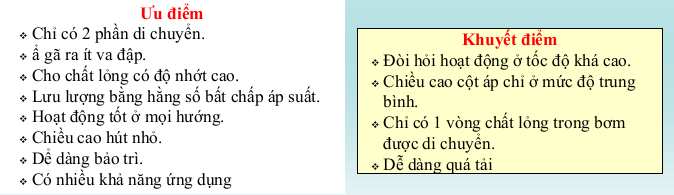 Ưu điểm
❖ Chỉ có 2 phần di chuyển.
❖ ẩ gã ra ít va đập.
❖ Cho chất lỏng có độ nhớt cao.
❖ Lưu lượng bằng hằng số bất chấp áp suất.
❖ Hoạt động tốt ở mọi hướng.
❖ Chiều cao hút nhỏ.
❖ Dể dàng bảo trì.
❖ Có nhiều khả năng ứng dụng
Khuyết điểm
❖ Đòi hỏi hoạt động ở tốc độ khá cao.
❖ Chiều cao cột áp chỉ ở mức độ trung
bình.
❖ Chỉ có 1 vòng chất lỏng trong bơm
được di chuyển.
❖ Dễ dàng quá tải